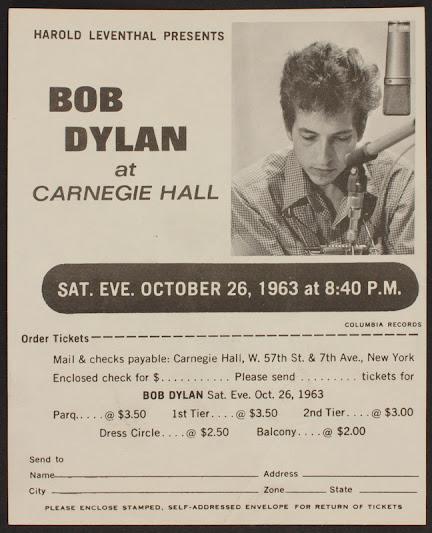 HAROLD LEVENTHAL PRESENTS
BOB
DYLAN
at
CARNEGIE HALL
SAT. EVE. OCTOBER 26, 1963 at 8:40 P.M.
COLUMBIA RECORDS
Order Tickets
Mail & checks payable: Carnegie Hall, W. 57th St. & 7th Ave., New York
Enclosed check for $........... Please send ......... tickets for
BOB DYLAN Sat. Eve. Oct. 26, 1963
Parq.....@ $3.50 1st Tier....@ $3.50 2nd Tier....@ $3.00
Dress Circle....@ $2.50 Balcony....@ $2.00
Send to
Name Address
City Zone State
PLEASE ENCLOSE STAMPED, SELF-ADDRESSED ENVELOPE FOR RETURN OF TICKETS